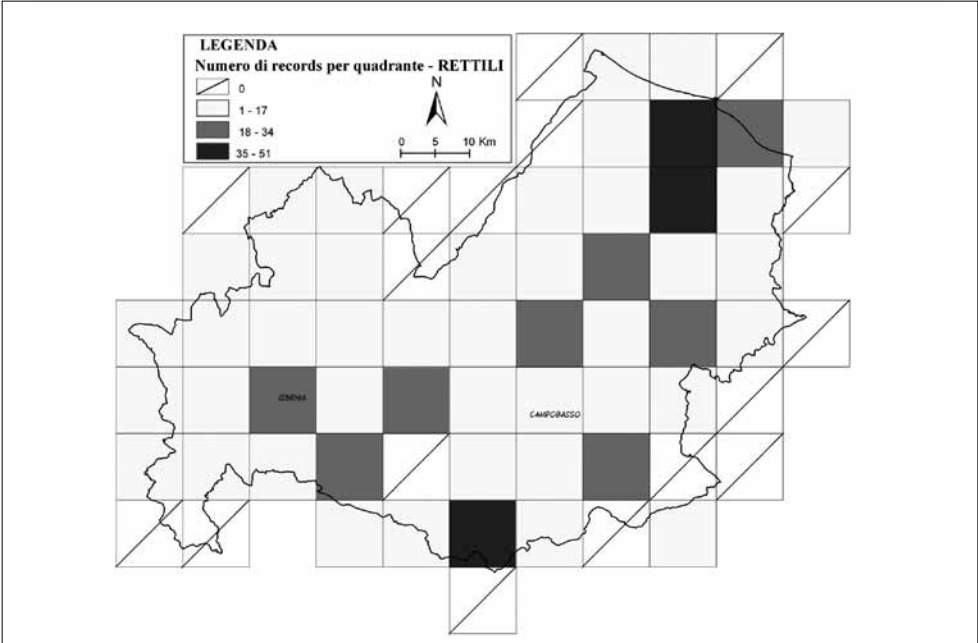 LEGENDA
Numero di records per quadrante - RETTILI
N
0
1 - 17
18 - 34
35 - 51
0 5 10 Km
CAMPOBASSO